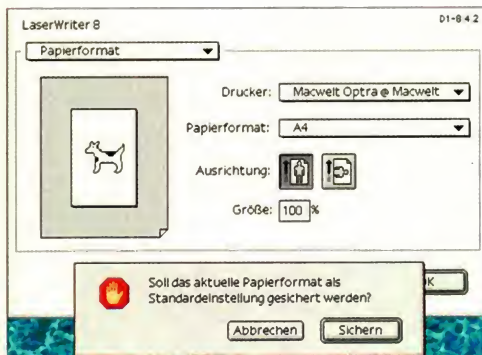 LaserWriter 8
D1-8.4.2
Papierformat
Drucker: Macwelt Optra @ Macwelt
Papierformat: A4
Ausrichtung:
Größe: 100 %
Soll das aktuelle Papierformat als
Standardeinstellung gesichert werden?
Abbrechen Sichern